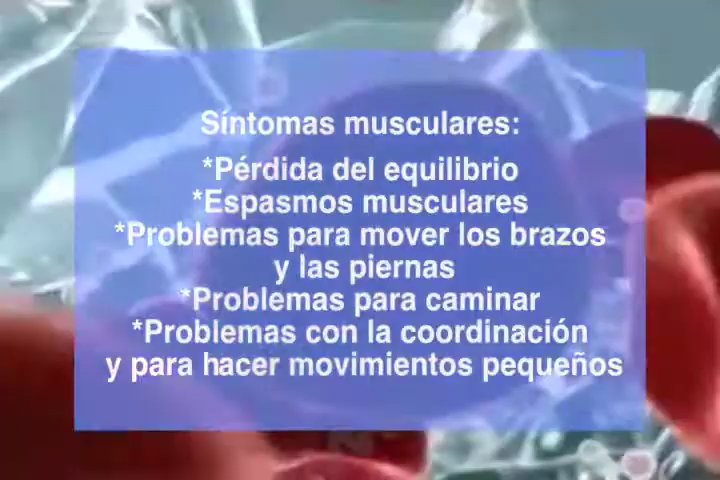 Síntomas musculares:
*Pérdida del equilibrio
*Espasmos musculares
*Problemas para mover los brazos
y las piernas
*Problemas para caminar
*Problemas con la coordinación
y para hacer movimientos pequeños